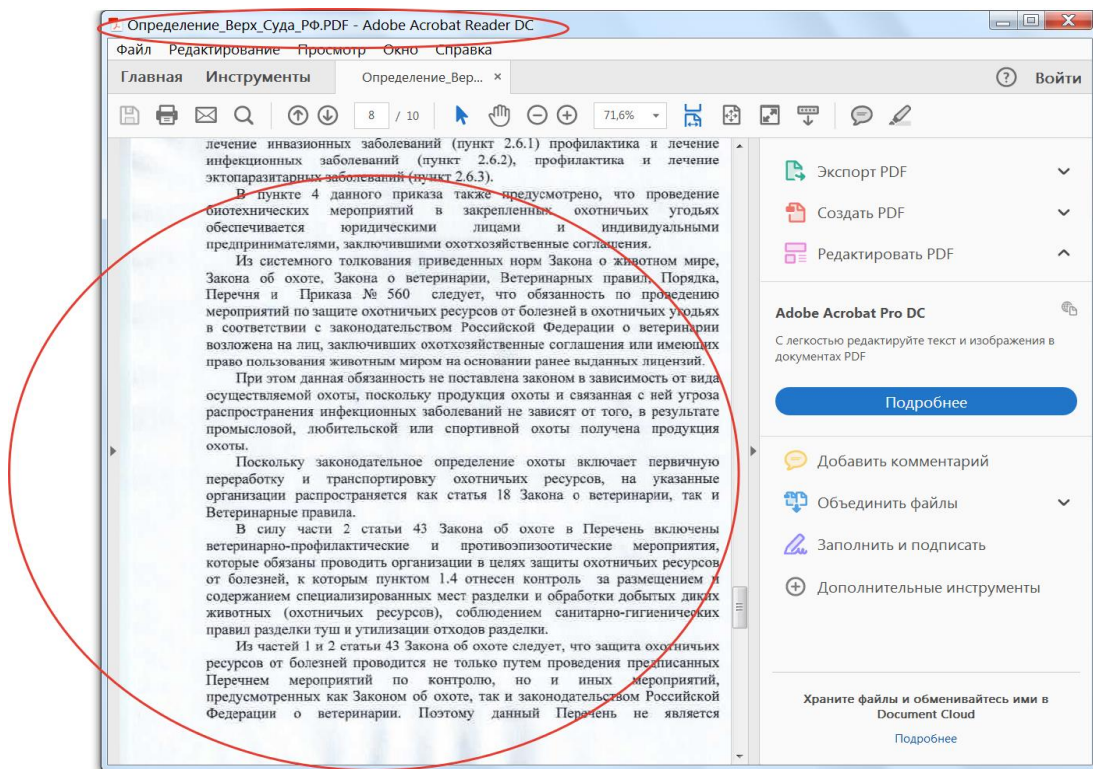 Определение_Верх_Суда_РФ.PDF - Adobe Acrobat Reader DC
Файл Редактирование Просмотр Окно Справка
Главная Инструменты Определение_Вер... × ? Войти
8 / 10 71,6%
лечение инвазионных заболеваний (пункт 2.6.1) профилактика и лечение
инфекционных заболеваний (пункт 2.6.2), профилактика и лечение
эктопаразитарных заболеваний (пункт 2.6.3).
В пункте 4 данного приказа также предусмотрено, что проведение
биотехнических мероприятий в закрепленных охотничьих угодьях
обеспечивается юридическими лицами и индивидуальными
предпринимателями, заключившими охотхозяйственные соглашения.
Из системного толкования приведенных норм Закона о животном мире,
Закона об охоте, Закона о ветеринарии, Ветеринарных правил, Порядка,
Перечня и Приказа № 560 следует, что обязанность по проведению
мероприятий по защите охотничьих ресурсов от болезней в охотничьих угодьях
в соответствии с законодательством Российской Федерации о ветеринарии
возложена на лиц, заключивших охотхозяйственные соглашения или имеющих
право пользования животным миром на основании ранее выданных лицензий.
При этом данная обязанность не поставлена законом в зависимость от вида
осуществляемой охоты, поскольку продукция охоты и связанная с ней угроза
распространения инфекционных заболеваний не зависят от того, в результате
промысловой, любительской или спортивной охоты получена продукция
охоты.
Поскольку законодательное определение охоты включает первичную
переработку и транспортировку охотничьих ресурсов, на указанные
организации распространяется как статья 18 Закона о ветеринарии, так и
Ветеринарные правила.
В силу части 2 статьи 43 Закона об охоте в Перечень включены
ветеринарно-профилактические и противоэпизоотические мероприятия,
которые обязаны проводить организации в целях защиты охотничьих ресурсов
от болезней, к которым пунктом 1.4 отнесен контроль за размещением и
содержанием специализированных мест разделки и обработки добытых диких
животных (охотничьих ресурсов), соблюдением санитарно-гигиенических
правил разделки туш и утилизации отходов разделки.
Из частей 1 и 2 статьи 43 Закона об охоте следует, что защита охотничьих
ресурсов от болезней проводится не только путем проведения предписанных
Перечнем мероприятий по контролю, но и иных мероприятий,
предусмотренных как Законом об охоте, так и законодательством Российской
Федерации о ветеринарии. Поэтому данный Перечень не является
Экспорт PDF
Создать PDF
Редактировать PDF
Adobe Acrobat Pro DC
С легкостью редактируйте текст и изображения в
документах PDF
Подробнее
Добавить комментарий
Объединить файлы
Заполнить и подписать
Дополнительные инструменты
Храните файлы и обменивайтесь ими в
Document Cloud
Подробнее